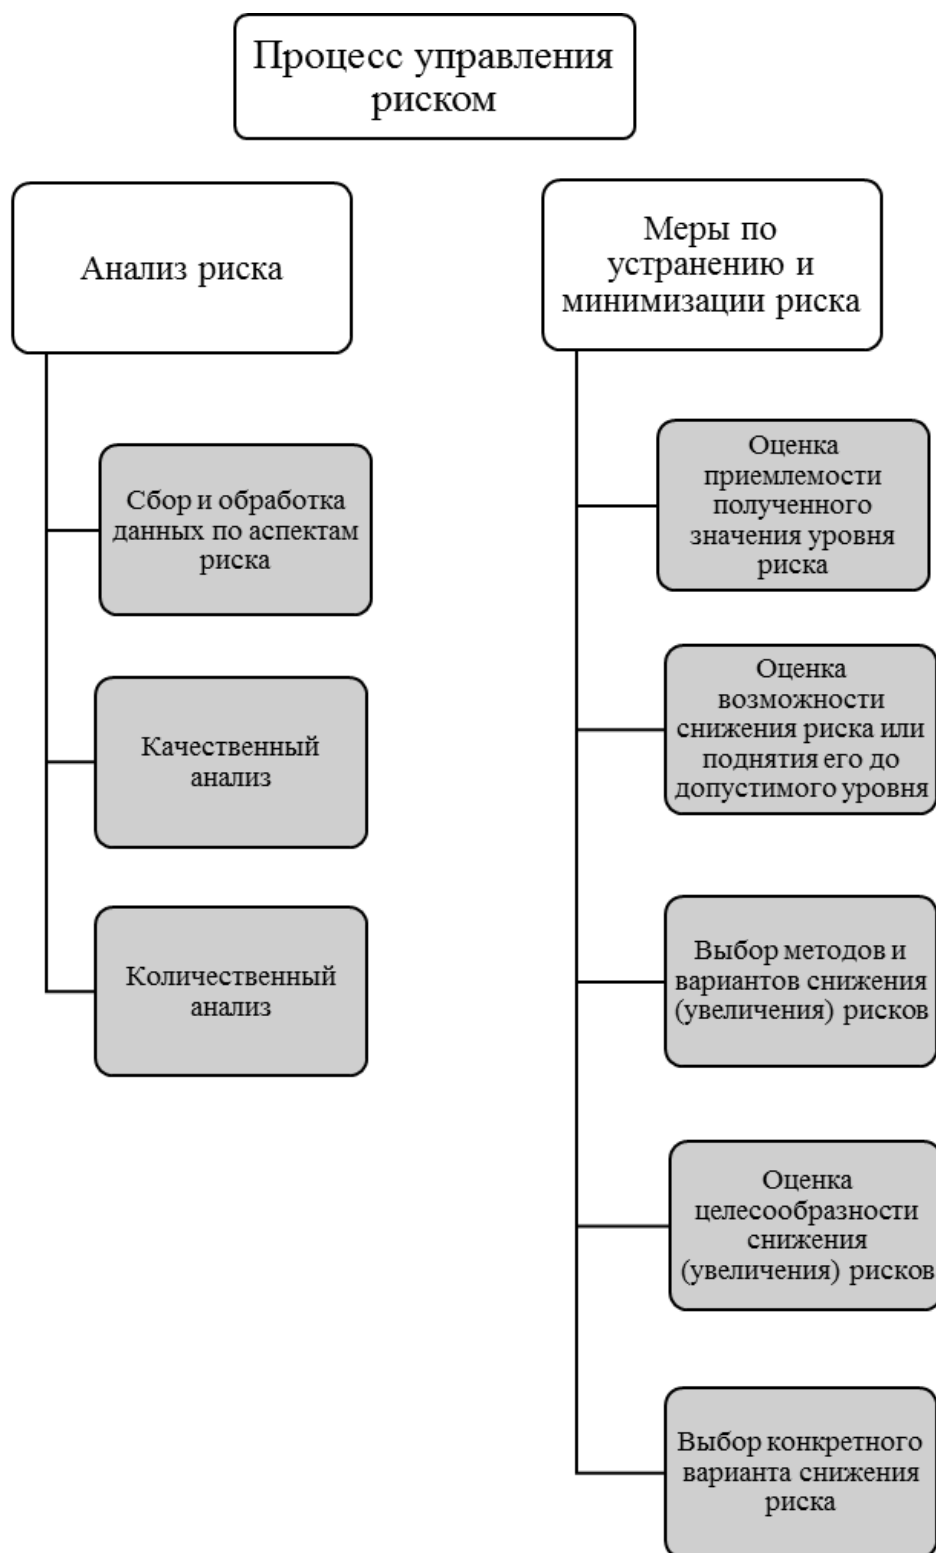 Процесс управления
риском
Анализ риска
Сбор и обработка
данных по аспектам
риска
Качественный
анализ
Количественный
анализ
Меры по
устранению и
минимизации риска
Оценка
приемлемости
полученного
значения уровня
риска
Оценка
возможности
снижения риска или
поднятия его до
допустимого уровня
Выбор методов и
вариантов снижения
(увеличения) рисков
Оценка
целесообразности
снижения
(увеличения) рисков
Выбор конкретного
варианта снижения
риска